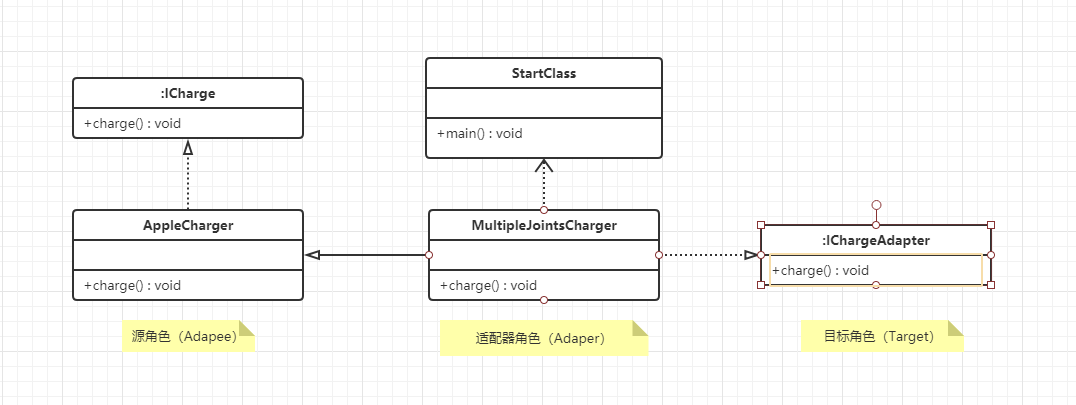 :ICharge
+charge() : void
StartClass
+main() : void
AppleCharger
+charge() : void
MultipleJointsCharger
+charge() : void
:IChargeAdapter
+charge() : void
源角色（Adapee）
适配器角色（Adaper）
目标角色（Target）